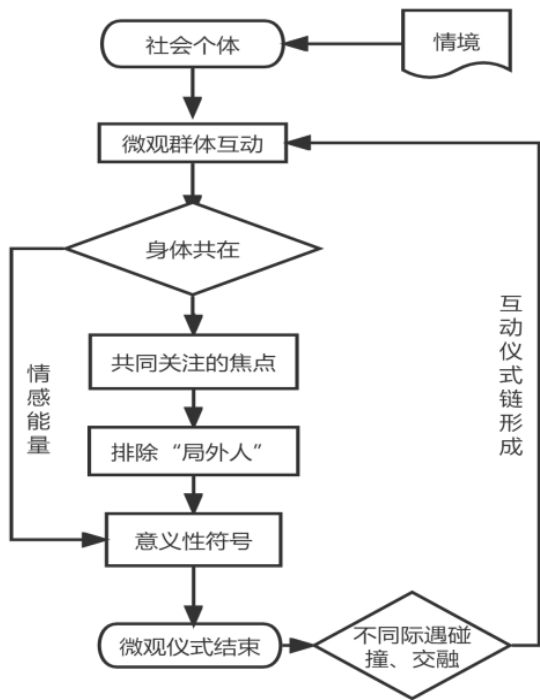 社会个体
情境
微观群体互动
身体共在
共同关注的焦点
排除“局外人”
意义性符号
微观仪式结束
不同际遇碰
撞、交融
情感能量
互动仪式链形成